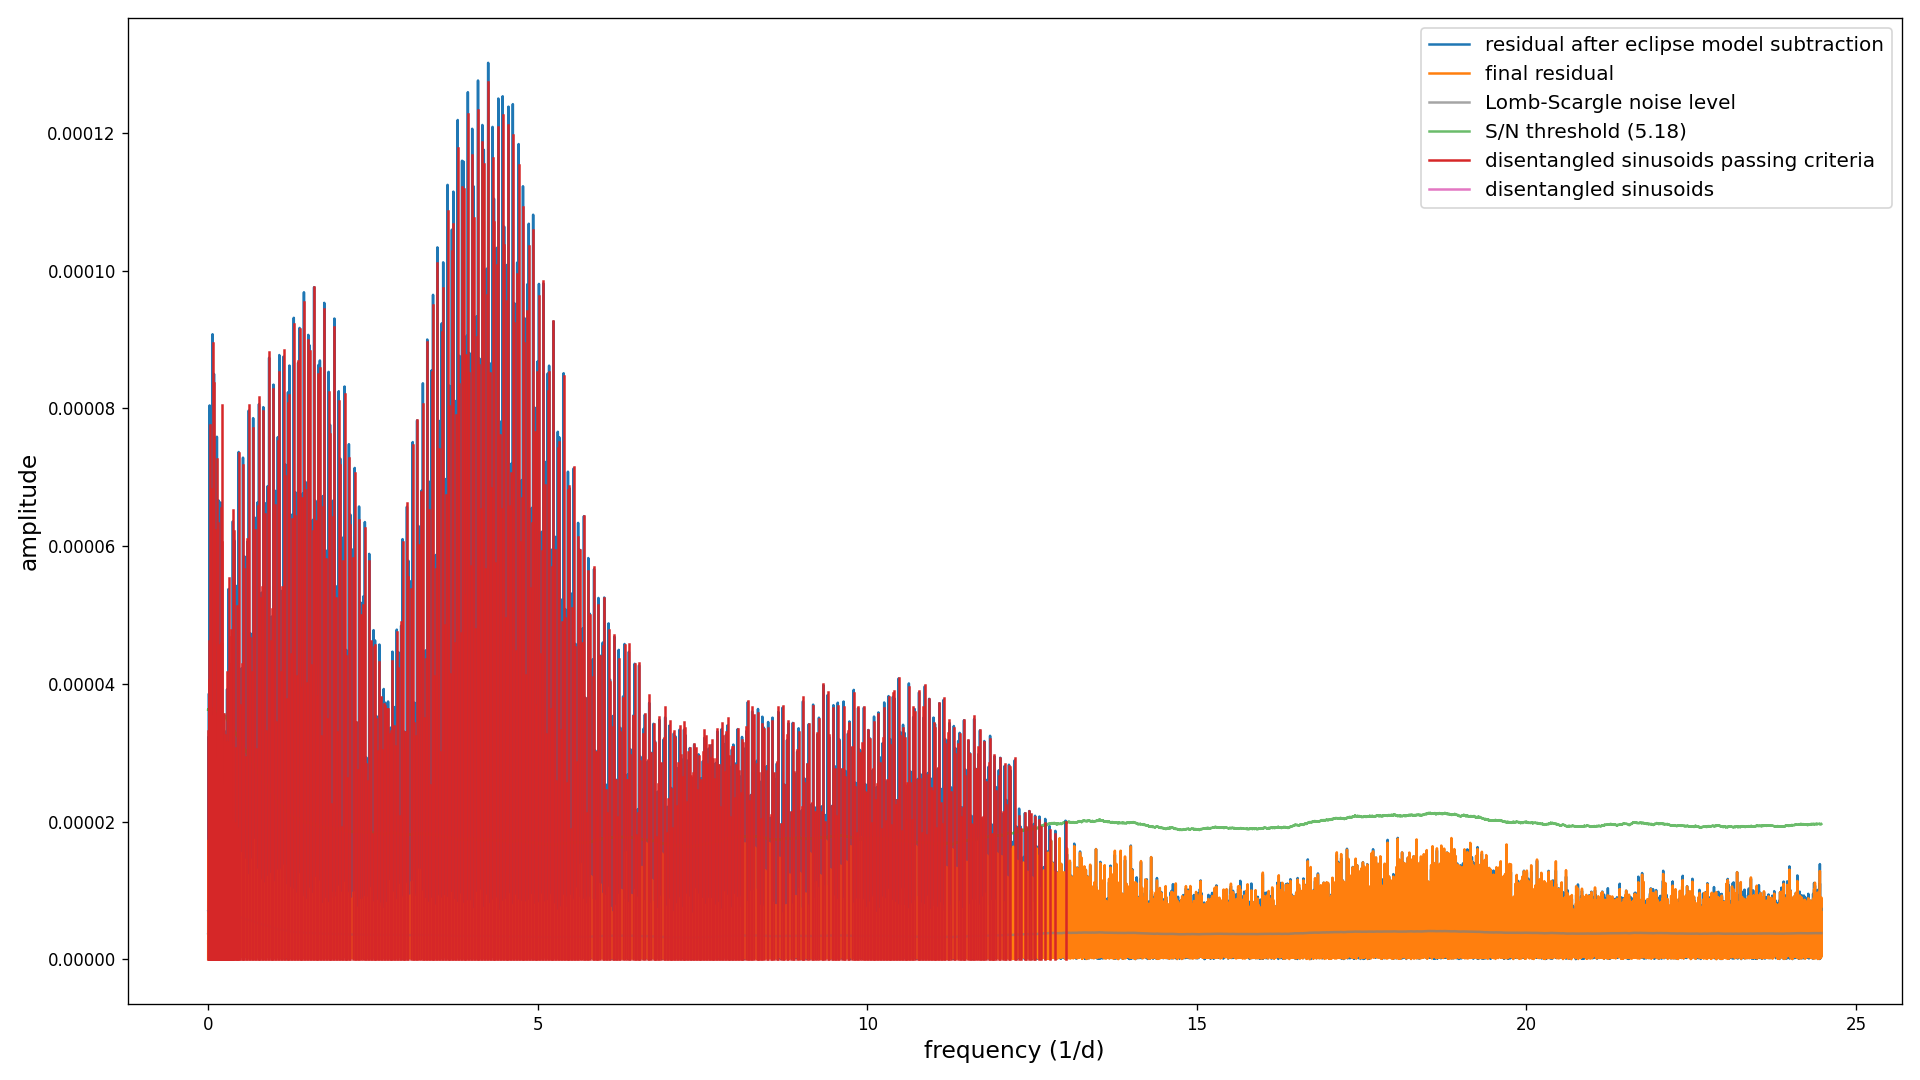 residual after eclipse model subtraction
final residual
Lomb-Scargle noise level
S/N threshold (5.18)
disentangled sinusoids passing criteria
disentangled sinusoids
amplitude
0.00012
0.00010
0.00008
0.00006
0.00004
0.00002
0.00000
0 5 10 15 20 25
frequency (1/d)